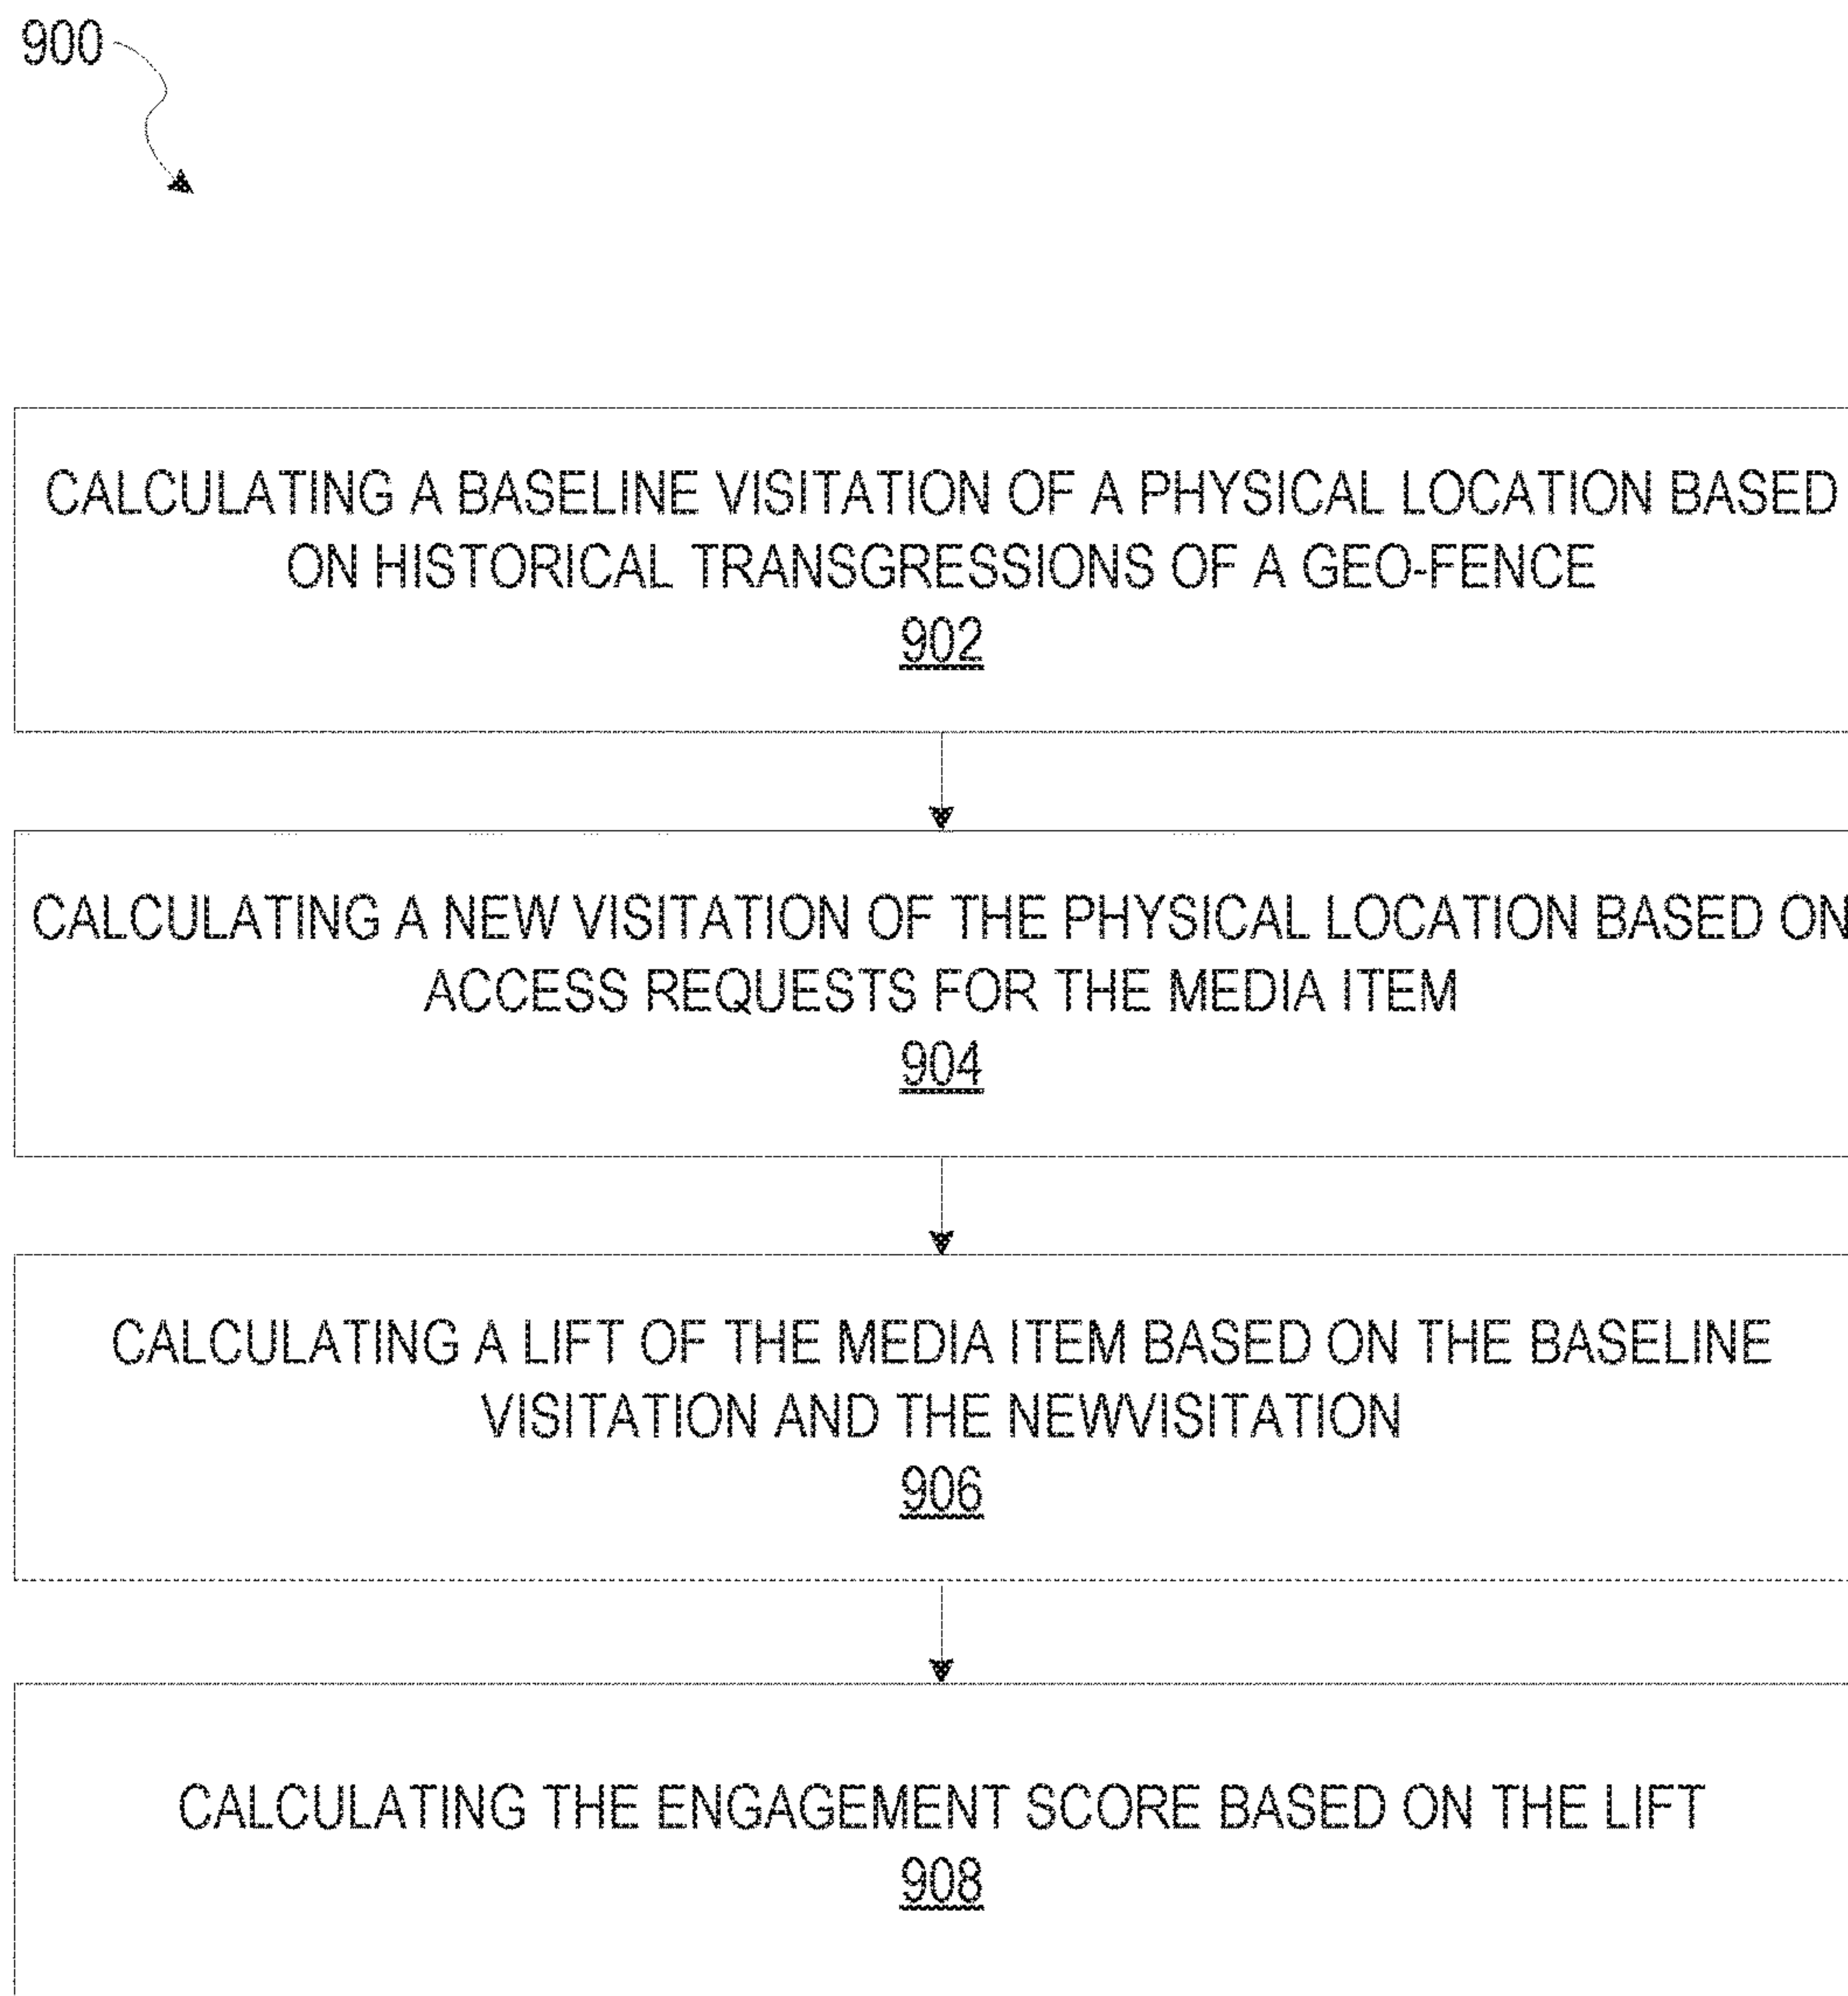 900
CALCULATING A BASELINE VISITATION OF A PHYSICAL LOCATION BASED
ON HISTORICAL TRANSGRESSIONS OF A GEO-FENCE
902
CALCULATING A NEW VISITATION OF THE PHYSICAL LOCATION BASED ON
ACCESS REQUESTS FOR THE MEDIA ITEM
904
CALCULATING A LIFT OF THE MEDIA ITEM BASED ON THE BASELINE
VISITATION AND THE NEWVISITATION
906
CALCULATING THE ENGAGEMENT SCORE BASED ON THE LIFT
908